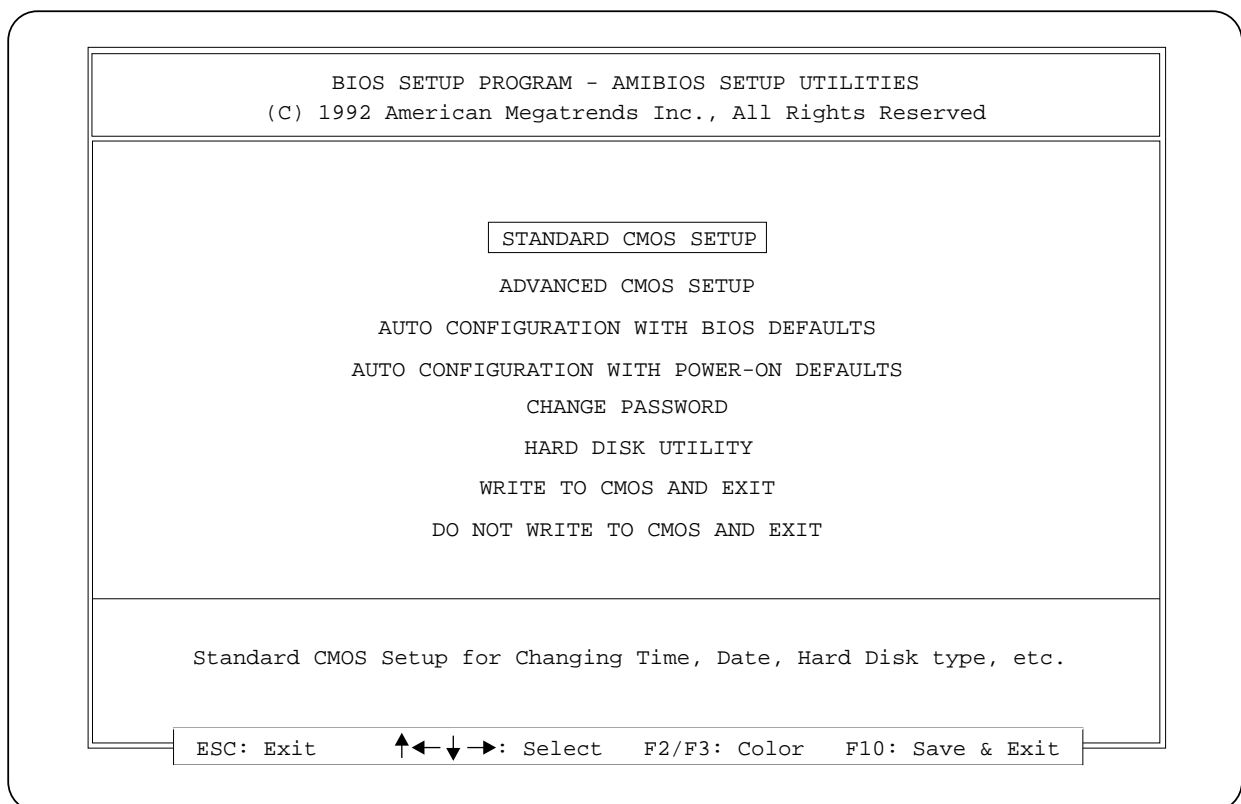 BIOS SETUP PROGRAM - AMIBIOS SETUP UTILITIES
(C) 1992 American Megatrends Inc., All Rights Reserved
STANDARD CMOS SETUP
ADVANCED CMOS SETUP
AUTO CONFIGURATION WITH BIOS DEFAULTS
AUTO CONFIGURATION WITH POWER-ON DEFAULTS
CHANGE PASSWORD
HARD DISK UTILITY
WRITE TO CMOS AND EXIT
DO NOT WRITE TO CMOS AND EXIT
Standard CMOS Setup for Changing Time, Date, Hard Disk type, etc.
ESC: Exit ↑←↓→: Select F2/F3: Color F10: Save & Exit